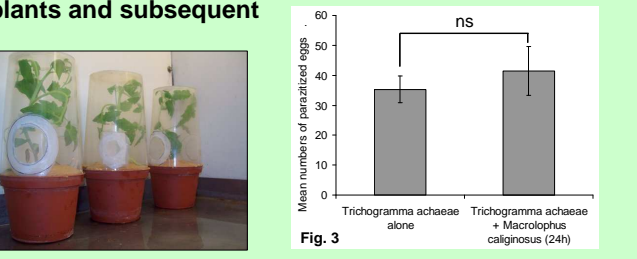 plants and subsequent
60
50
40
30
20
10
0
Mean numbers of parazitized eggs
ns
Trichogramma achaeae
alone
Trichogramma achaeae
+ Macrolophus
caliginosus (24h)
Fig. 3